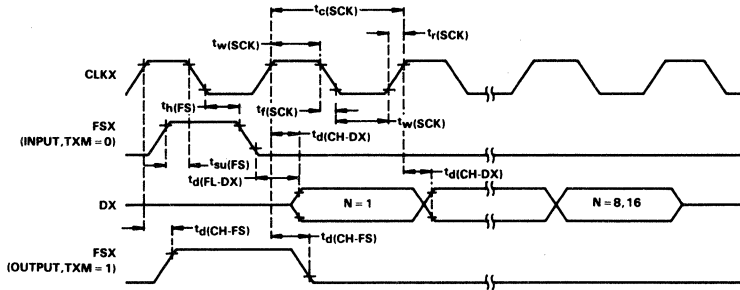 tc(SCK)
tw(SCK)
tr(SCK)
CLKX
th(FS)
tf(SCK)
tw(SCK)
FSX
(INPUT,TXM=0)
td(CH-DX)
tsu(FS)
td(FL-DX)
td(CH-DX)
DX
N=1
N=8,16
td(CH-FS)
td(CH-FS)
FSX
(OUTPUT,TXM=1)